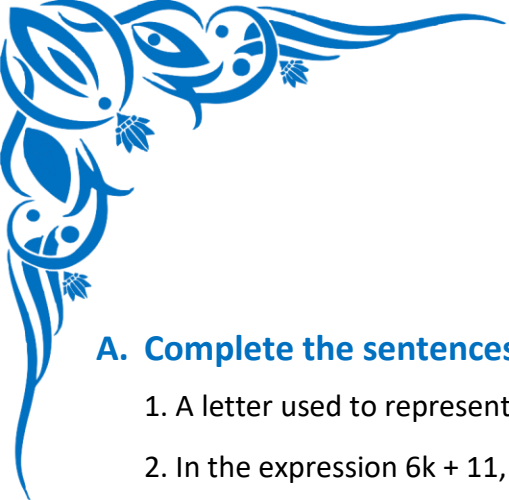 A. Complete the sentences
1. A letter used to represent
2. In the expression 6k + 11,